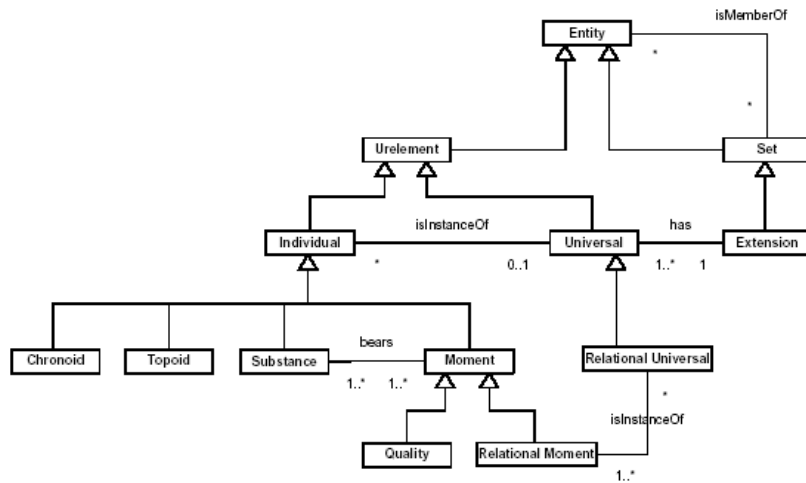 isMemberOf
Entity
*
*
Urelement
Set
isInstanceOf
has
Individual
Universal
Extension
*
0..1
1..*
1
bears
Chronoid
Topoid
Substance
Moment
Relational Universal
1..*
1..*
*
isInstanceOf
Quality
Relational Moment
1..*